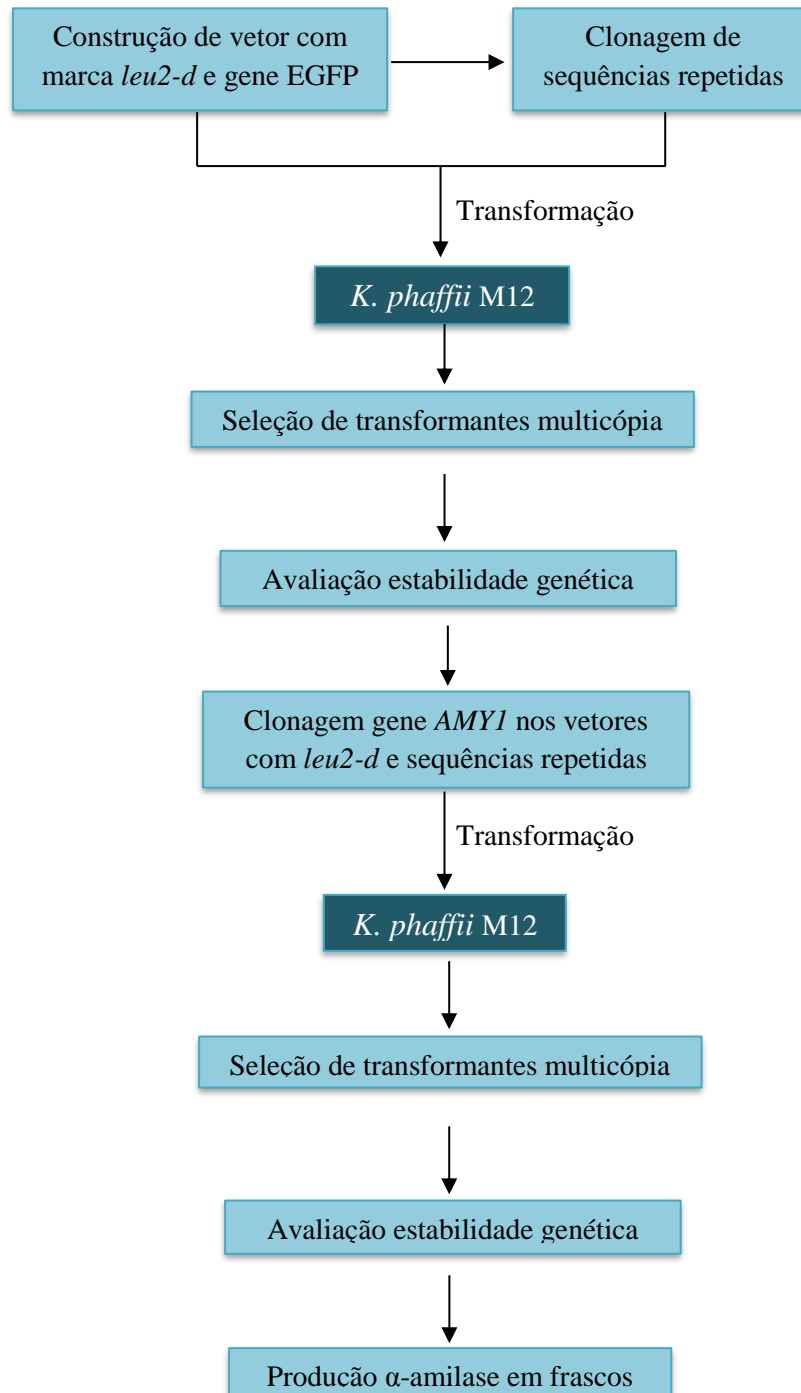 Construção de vetor com
marca leu2-d e gene EGFP
Clonagem de
sequências repetidas
Transformação
K. phaffii M12
Seleção de transformantes multicópia
Avaliação estabilidade genética
Clonagem gene AMY1 nos vetores
com leu2-d e sequências repetidas
Transformação
K. phaffii M12
Seleção de transformantes multicópia
Avaliação estabilidade genética
Produção α-amilase em frascos